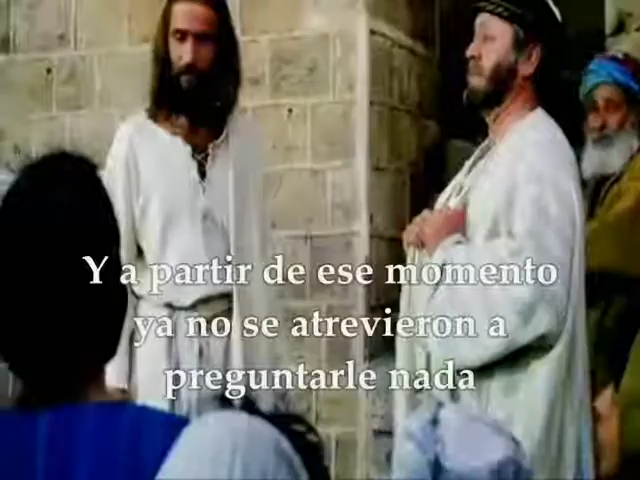 Y a partir de ese momento
ya no se atrevieron a
preguntarle nada